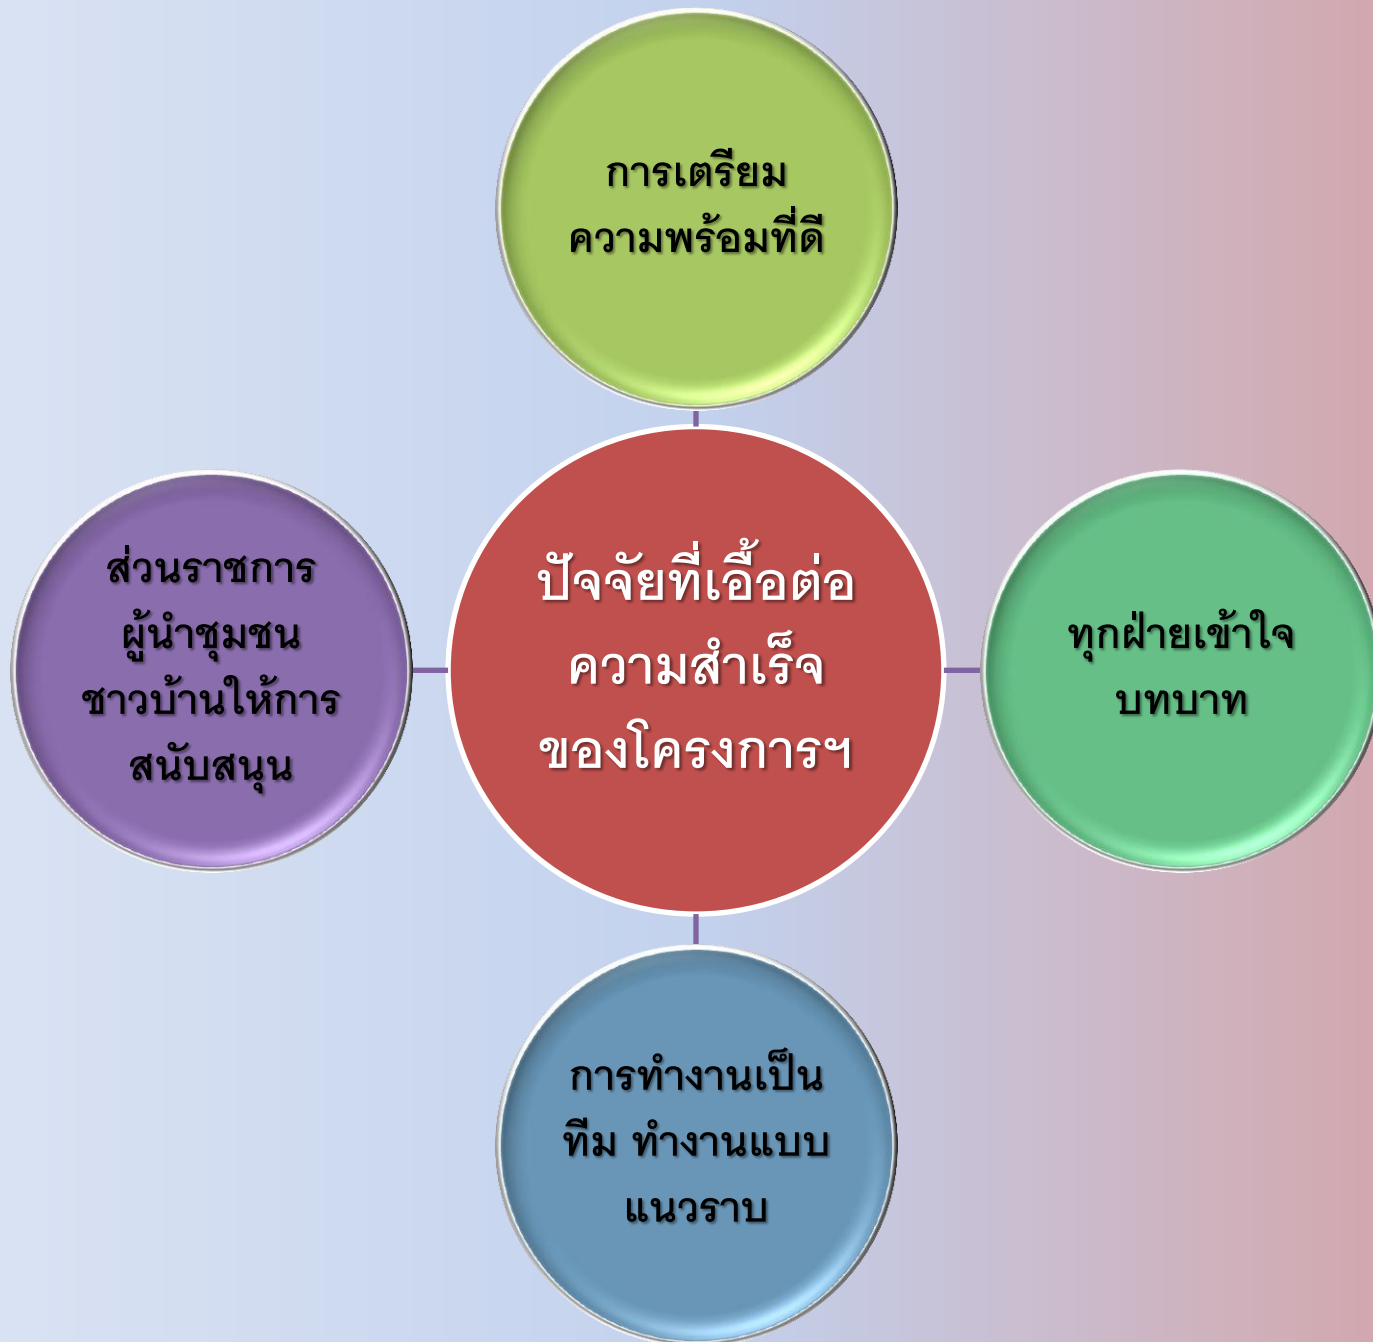 การเตรียม
ความพร้อมที่ดี
ส่วนราชการ
ผู้นำชุมชน
ชาวบ้านให้การ
สนับสนุน
ปัจจัยที่เอื้อต่อ
ความสำเร็จ
ของโครงการฯ
ทุกฝ่ายเข้าใจ
บทบาท
การทำงานเป็น
ทีม ทำงานแบบ
แนวราบ